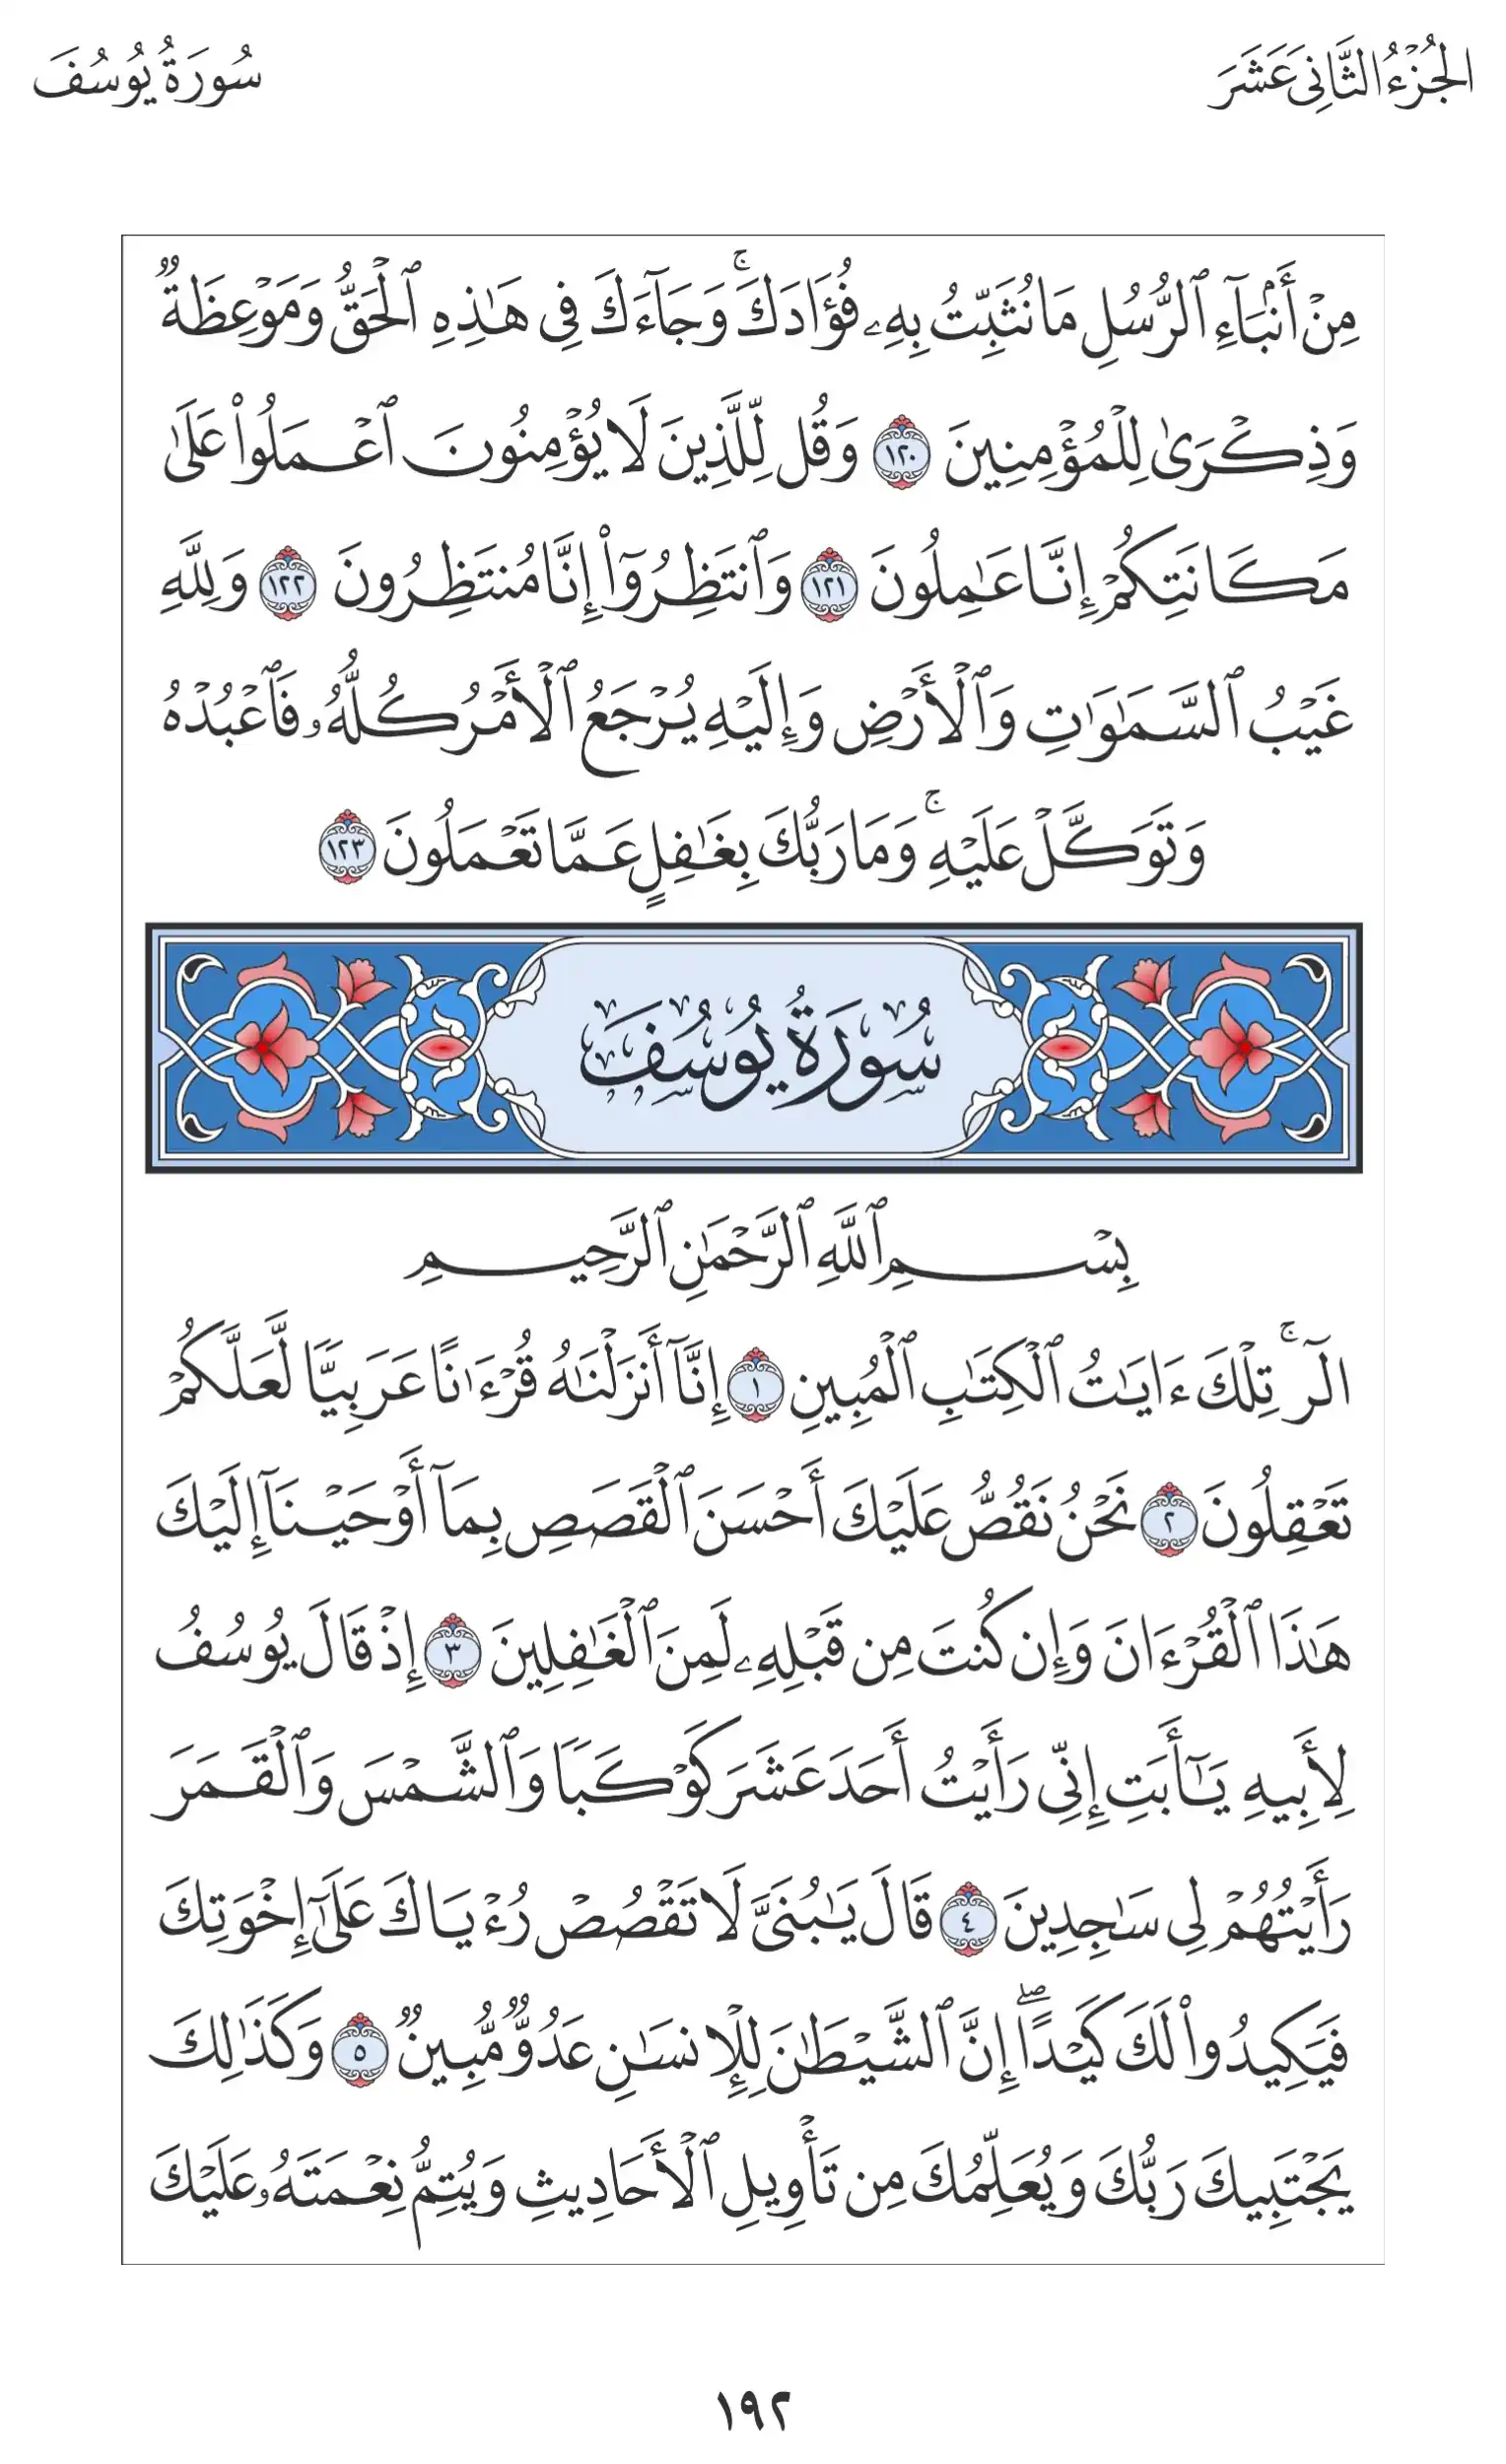 الجُزْءُ الثَّانِي عَشَرَ
سُورَةُ يُوسُفَ
مِنْ أَنۢبَآءِ ٱلرُّسُلِ مَا نُثَبِّتُ بِهِۦ فُؤَادَكَۚ وَجَآءَكَ فِى هَـٰذِهِ ٱلْحَقُّ وَمَوْعِظَةٌ
وَذِكْرَىٰ لِلْمُؤْمِنِينَ ١٢٠ وَقُل لِّلَّذِينَ لَا يُؤْمِنُونَ ٱعْمَلُوا۟ عَلَىٰ
مَكَانَتِكُمْ إِنَّا عَـٰمِلُونَ ١٢١ وَٱنتَظِرُوٓا۟ إِنَّا مُنتَظِرُونَ ١٢٢ وَلِلَّهِ
غَيْبُ ٱلسَّمَـٰوَٰتِ وَٱلْأَرْضِ وَإِلَيْهِ يُرْجَعُ ٱلْأَمْرُ كُلُّهُۥ فَٱعْبُدْهُ
وَتَوَكَّلْ عَلَيْهِۚ وَمَا رَبُّكَ بِغَـٰفِلٍ عَمَّا تَعْمَلُونَ ١٢٣
سُورَةُ يُوسُفَ
بِسْمِ ٱللَّهِ ٱلرَّحْمَـٰنِ ٱلرَّحِيمِ
الٓرۚ تِلْكَ ءَايَـٰتُ ٱلْكِتَـٰبِ ٱلْمُبِينِ ١ إِنَّآ أَنزَلْنَـٰهُ قُرْءَٰنًا عَرَبِيًّا لَّعَلَّكُمْ
تَعْقِلُونَ ٢ نَحْنُ نَقُصُّ عَلَيْكَ أَحْسَنَ ٱلْقَصَصِ بِمَآ أَوْحَيْنَآ إِلَيْكَ
هَـٰذَا ٱلْقُرْءَانَ وَإِن كُنتَ مِن قَبْلِهِۦ لَمِنَ ٱلْغَـٰفِلِينَ ٣ إِذْ قَالَ يُوسُفُ
لِأَبِيهِ يَـٰٓأَبَتِ إِنِّى رَأَيْتُ أَحَدَ عَشَرَ كَوْكَبًا وَٱلشَّمْسَ وَٱلْقَمَرَ
رَأَيْتُهُمْ لِى سَـٰجِدِينَ ٤ قَالَ يَـٰبُنَىَّ لَا تَقْصُصْ رُءْيَاكَ عَلَىٰٓ إِخْوَتِكَ
فَيَكِيدُوا۟ لَكَ كَيْدًاۖ إِنَّ ٱلشَّيْطَـٰنَ لِلْإِنسَـٰنِ عَدُوٌّ مُّبِينٌ ٥ وَكَذَٰلِكَ
يَجْتَبِيكَ رَبُّكَ وَيُعَلِّمُكَ مِن تَأْوِيلِ ٱلْأَحَادِيثِ وَيُتِمُّ نِعْمَتَهُۥ عَلَيْكَ
١٩٢